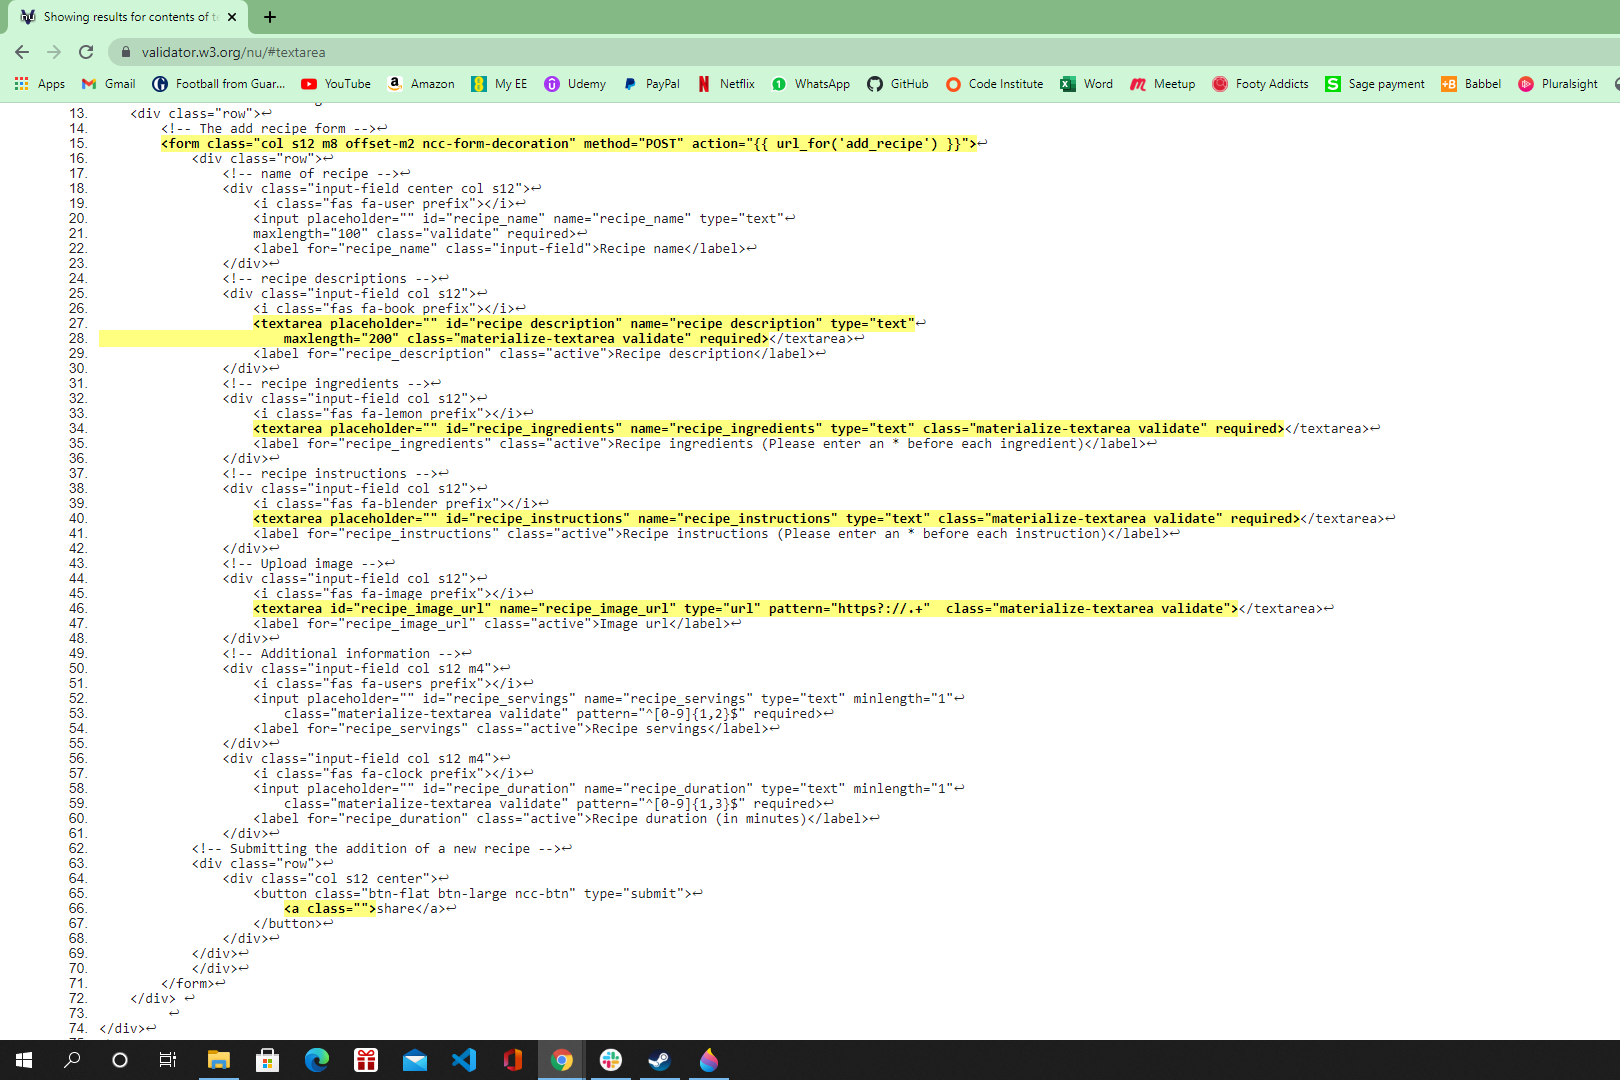 Showing results for contents of t
validator.w3.org/nu/#textarea
Apps Gmail Football from Guar... YouTube Amazon My EE Udemy PayPal Netflix WhatsApp GitHub Code Institute Word Meetup Footy Addicts Sage payment Babbel Pluralsight
13. <div class="row">↩
14. <!-- The add recipe form -->↩
15. <form class="col s12 m8 offset-m2 ncc-form-decoration" method="POST" action="{{ url_for('add_recipe') }}">↩
16. <div class="row">↩
17. <!-- name of recipe -->↩
18. <div class="input-field center col s12">↩
19. <i class="fas fa-user prefix"></i>↩
20. <input placeholder="" id="recipe_name" name="recipe_name" type="text"↩
21. maxlength="100" class="validate" required>↩
22. <label for="recipe_name" class="input-field">Recipe name</label>↩
23. </div>↩
24. <!-- recipe descriptions -->↩
25. <div class="input-field col s12">↩
26. <i class="fas fa-book prefix"></i>↩
27. <textarea placeholder="" id="recipe description" name="recipe description" type="text"↩
28. maxlength="200" class="materialize-textarea validate" required></textarea>↩
29. <label for="recipe_description" class="active">Recipe description</label>↩
30. </div>↩
31. <!-- recipe ingredients -->↩
32. <div class="input-field col s12">↩
33. <i class="fas fa-lemon prefix"></i>↩
34. <textarea placeholder="" id="recipe_ingredients" name="recipe_ingredients" type="text" class="materialize-textarea validate" required></textarea>↩
35. <label for="recipe_ingredients" class="active">Recipe ingredients (Please enter an * before each ingredient)</label>↩
36. </div>↩
37. <!-- recipe instructions -->↩
38. <div class="input-field col s12">↩
39. <i class="fas fa-blender prefix"></i>↩
40. <textarea placeholder="" id="recipe_instructions" name="recipe_instructions" type="text" class="materialize-textarea validate" required></textarea>↩
41. <label for="recipe_instructions" class="active">Recipe instructions (Please enter an * before each instruction)</label>↩
42. </div>↩
43. <!-- Upload image -->↩
44. <div class="input-field col s12">↩
45. <i class="fas fa-image prefix"></i>↩
46. <textarea id="recipe_image_url" name="recipe_image_url" type="url" pattern="https?://.+"  class="materialize-textarea validate"></textarea>↩
47. <label for="recipe_image_url" class="active">Image url</label>↩
48. </div>↩
49. <!-- Additional information -->↩
50. <div class="input-field col s12 m4">↩
51. <i class="fas fa-users prefix"></i>↩
52. <input placeholder="" id="recipe_servings" name="recipe_servings" type="text" minlength="1"↩
53. class="materialize-textarea validate" pattern="^[0-9]{1,2}$" required>↩
54. <label for="recipe_servings" class="active">Recipe servings</label>↩
55. </div>↩
56. <div class="input-field col s12 m4">↩
57. <i class="fas fa-clock prefix"></i>↩
58. <input placeholder="" id="recipe_duration" name="recipe_duration" type="text" minlength="1"↩
59. class="materialize-textarea validate" pattern="^[0-9]{1,3}$" required>↩
60. <label for="recipe_duration" class="active">Recipe duration (in minutes)</label>↩
61. </div>↩
62. <!-- Submitting the addition of a new recipe -->↩
63. <div class="row">↩
64. <div class="col s12 center">↩
65. <button class="btn-flat btn-large ncc-btn" type="submit">↩
66. <a class="">share</a>↩
67. </button>↩
68. </div>↩
69. </div>↩
70. </div>↩
71. </form>↩
72. </div> ↩
73. ↩
74. </div>↩